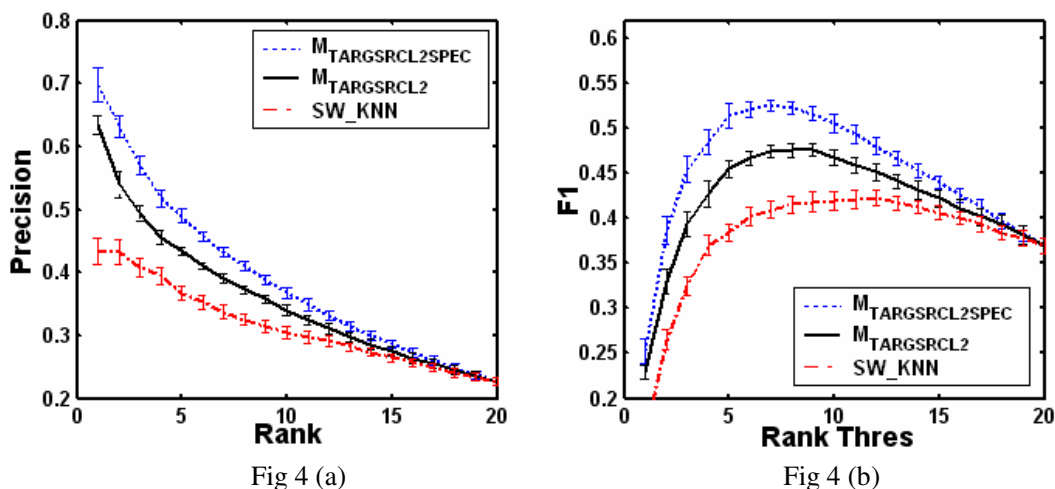 0.8
0.7
0.6
0.5
0.4
0.3
0.2
Precision
0 5 10 15 20
Rank
M_TARGSRCL2SPEC
M_TARGSRCL2
SW_KNN
Fig 4 (a)
0.6
0.55
0.5
0.45
0.4
0.35
0.3
0.25
0.2
F1
0 5 10 15 20
Rank Thres
M_TARGSRCL2SPEC
M_TARGSRCL2
SW_KNN
Fig 4 (b)